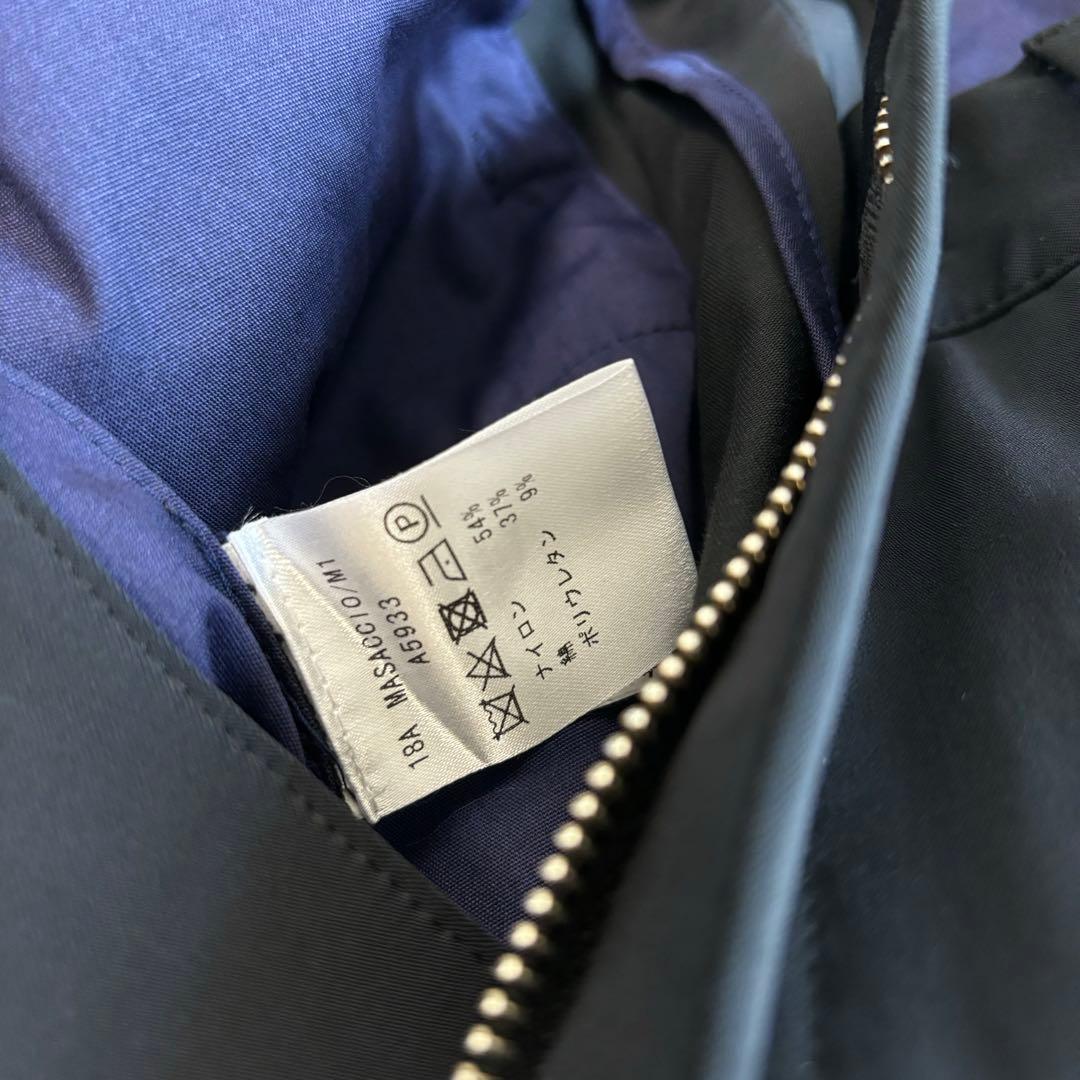 18A MASACCIO/M1
A5933
P
ナイロン 54%
綿 37%
ポリウレタン 9%